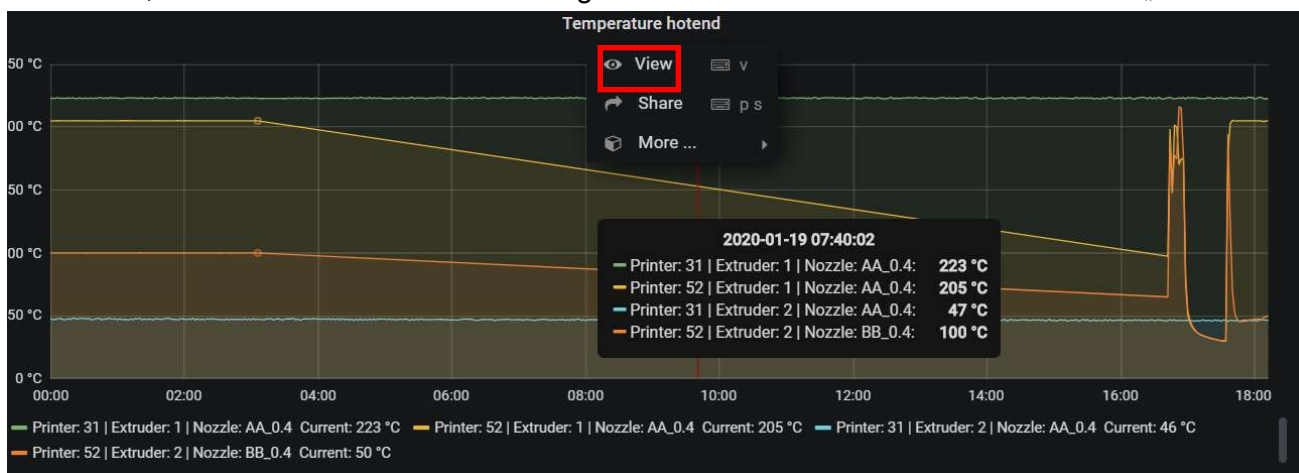 Temperature hotend
50 °C
View v
Share p s
00 °C
More ...
50 °C
2020-01-19 07:40:02
00 °C
Printer: 31 | Extruder: 1 | Nozzle: AA_0.4: 223 °C
Printer: 52 | Extruder: 1 | Nozzle: AA_0.4: 205 °C
Printer: 31 | Extruder: 2 | Nozzle: AA_0.4: 47 °C
50 °C
Printer: 52 | Extruder: 2 | Nozzle: BB_0.4: 100 °C
0 °C
00:00 02:00 04:00 06:00 08:00 10:00 12:00 14:00 16:00 18:00
Printer: 31 | Extruder: 1 | Nozzle: AA_0.4 Current: 223 °C Printer: 52 | Extruder: 1 | Nozzle: AA_0.4 Current: 205 °C Printer: 31 | Extruder: 2 | Nozzle: AA_0.4 Current: 46 °C
Printer: 52 | Extruder: 2 | Nozzle: BB_0.4 Current: 50 °C